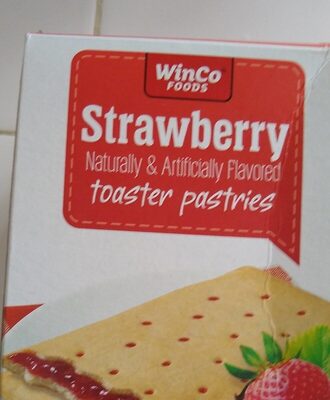 WinCo
FOODS
Strawberry
Naturally & Artificially Flavored
toaster pastries